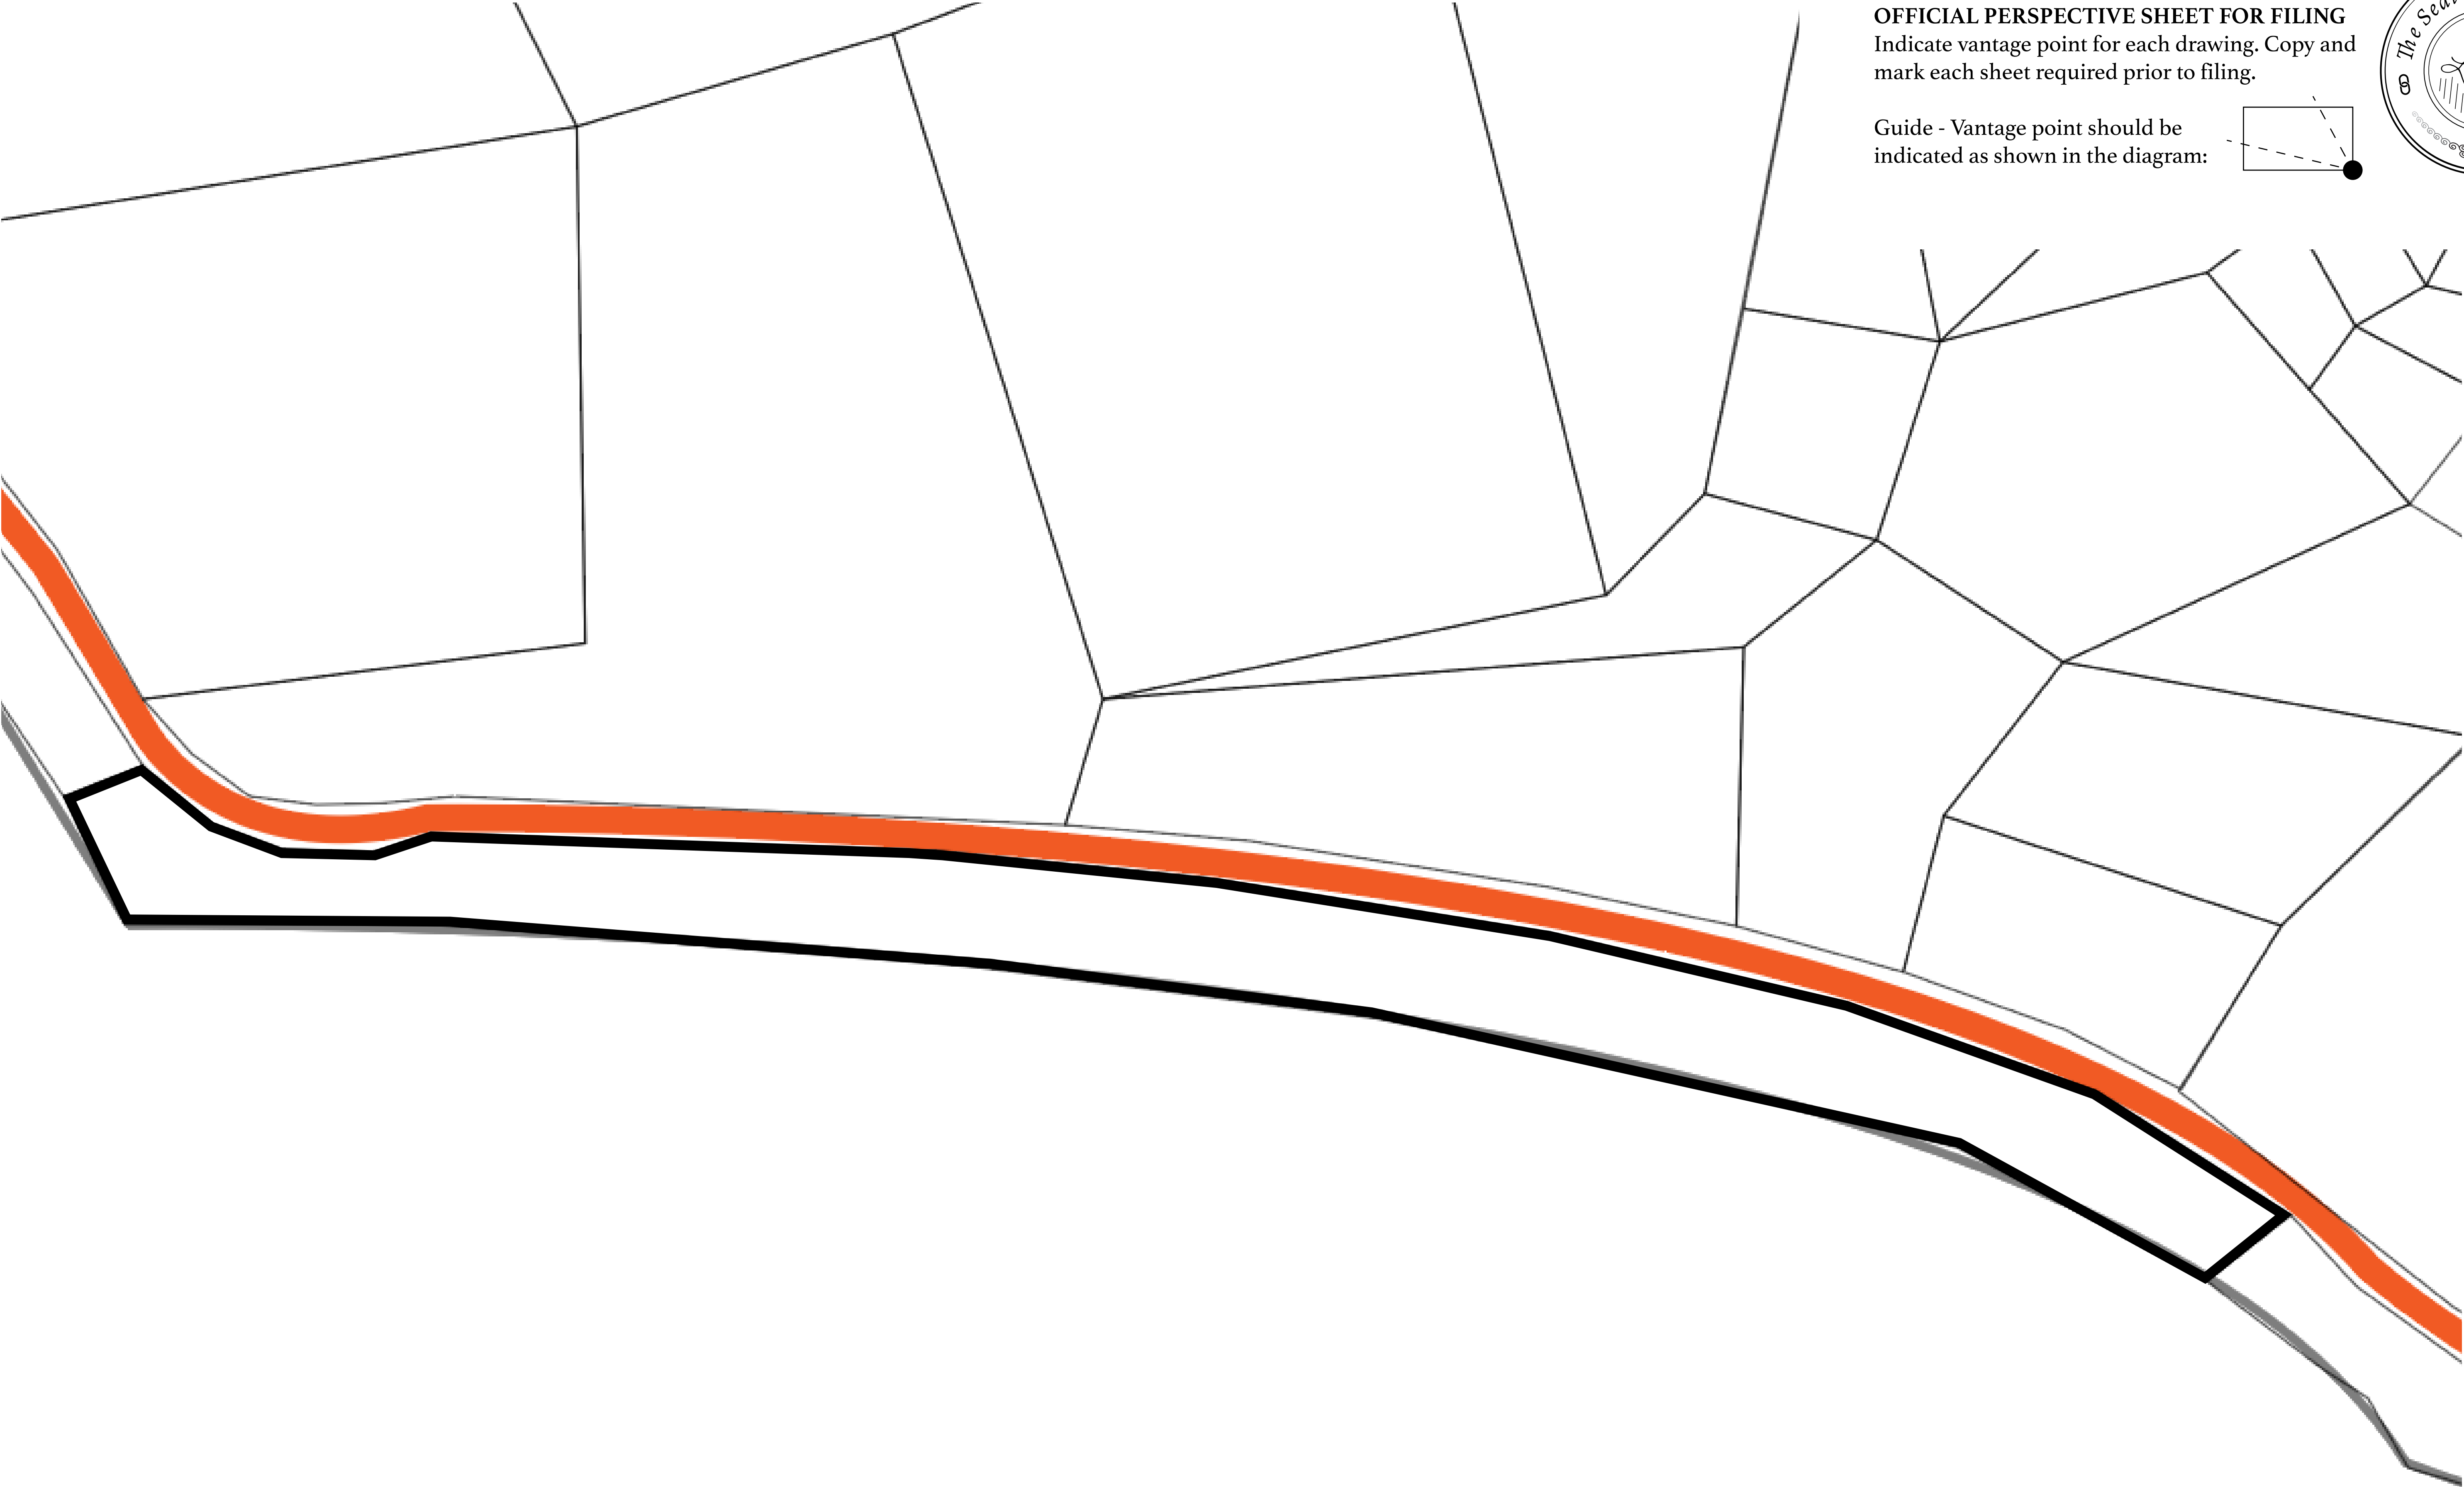 OFFICIAL PERSPECTIVE SHEET FOR FILING
Indicate vantage point for each drawing. Copy and
mark each sheet required prior to filing.
Guide - Vantage point should be
indicated as shown in the diagram:
The